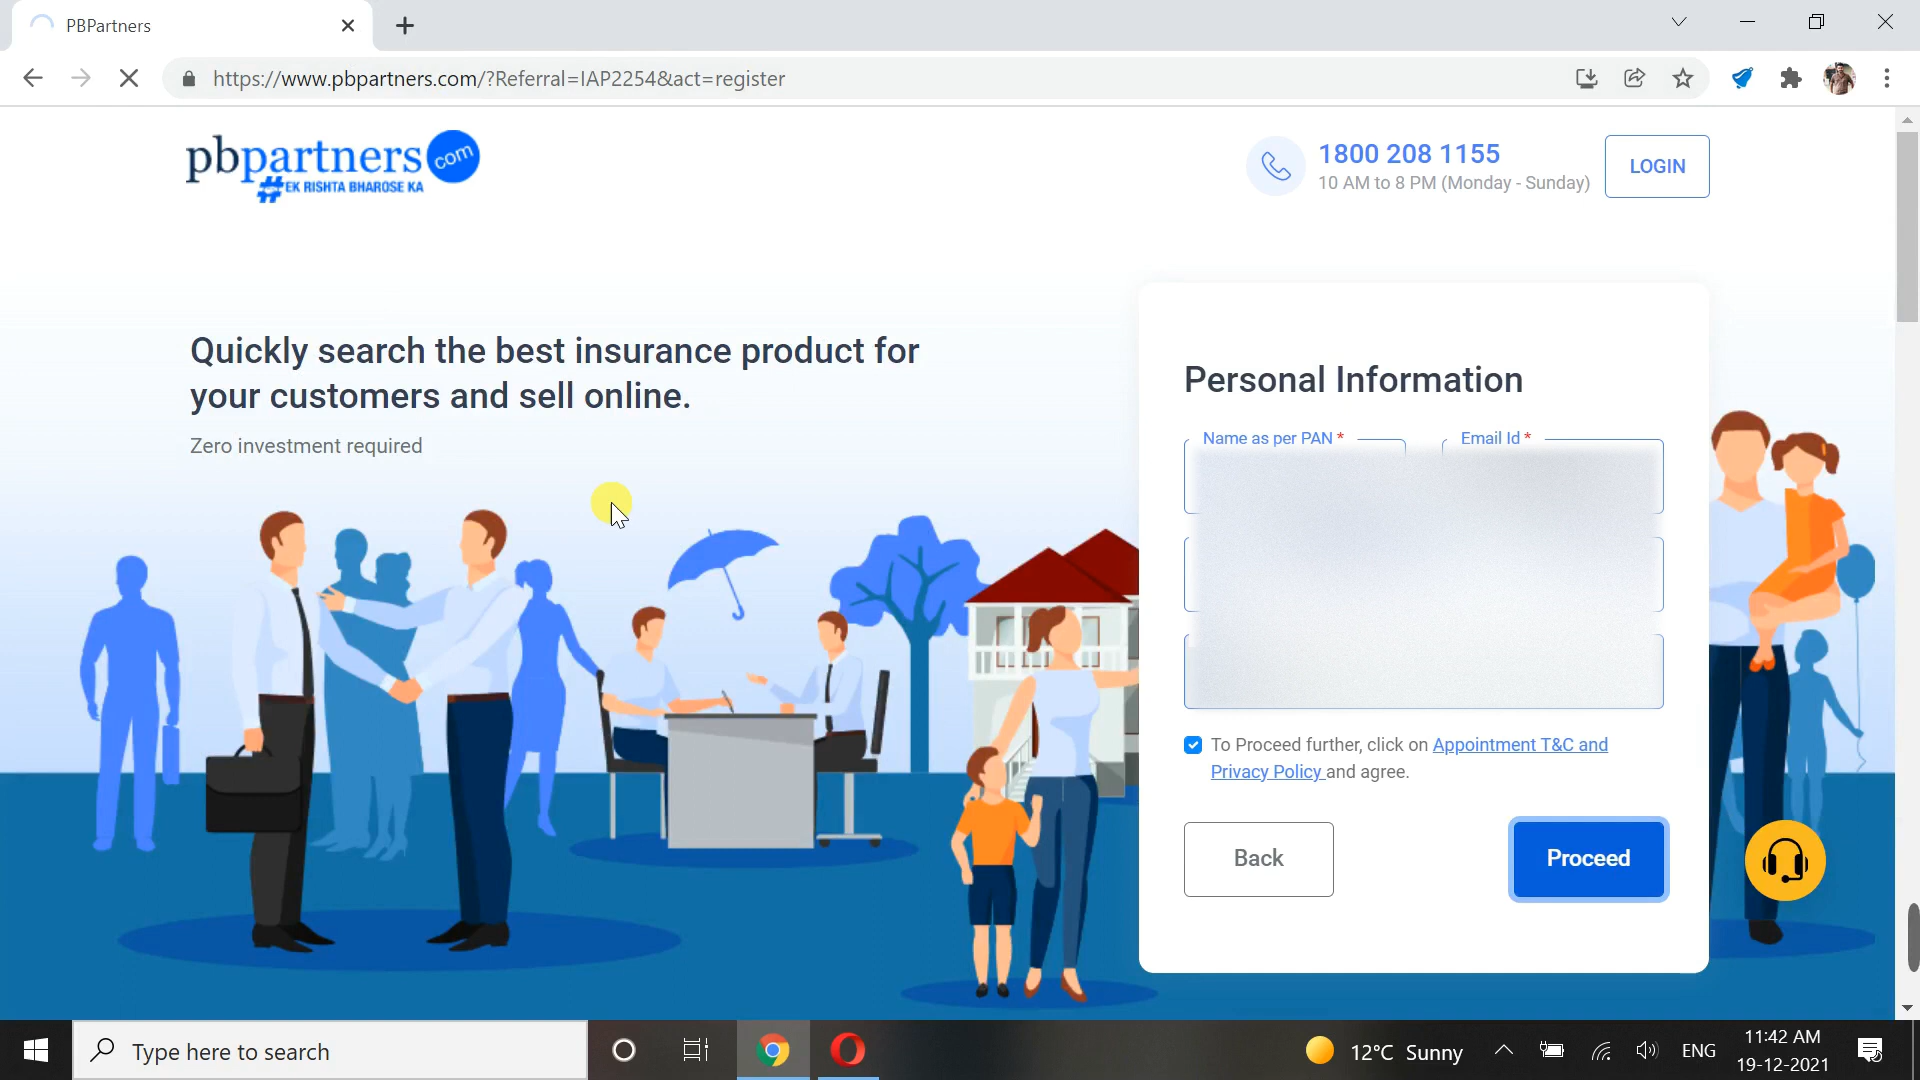 PBPartners
https://www.pbpartners.com/?Referral=IAP2254&act=register
pbpartners com
#EK RISHTA BHAROSE KA
1800 208 1155
10 AM to 8 PM (Monday - Sunday)
LOGIN
Quickly search the best insurance product for
your customers and sell online.
Zero investment required
Personal Information
Name as per PAN * Email Id *
To Proceed further, click on Appointment T&C and
Privacy Policy and agree.
Back Proceed
Type here to search
12°C Sunny
ENG
11:42 AM
19-12-2021